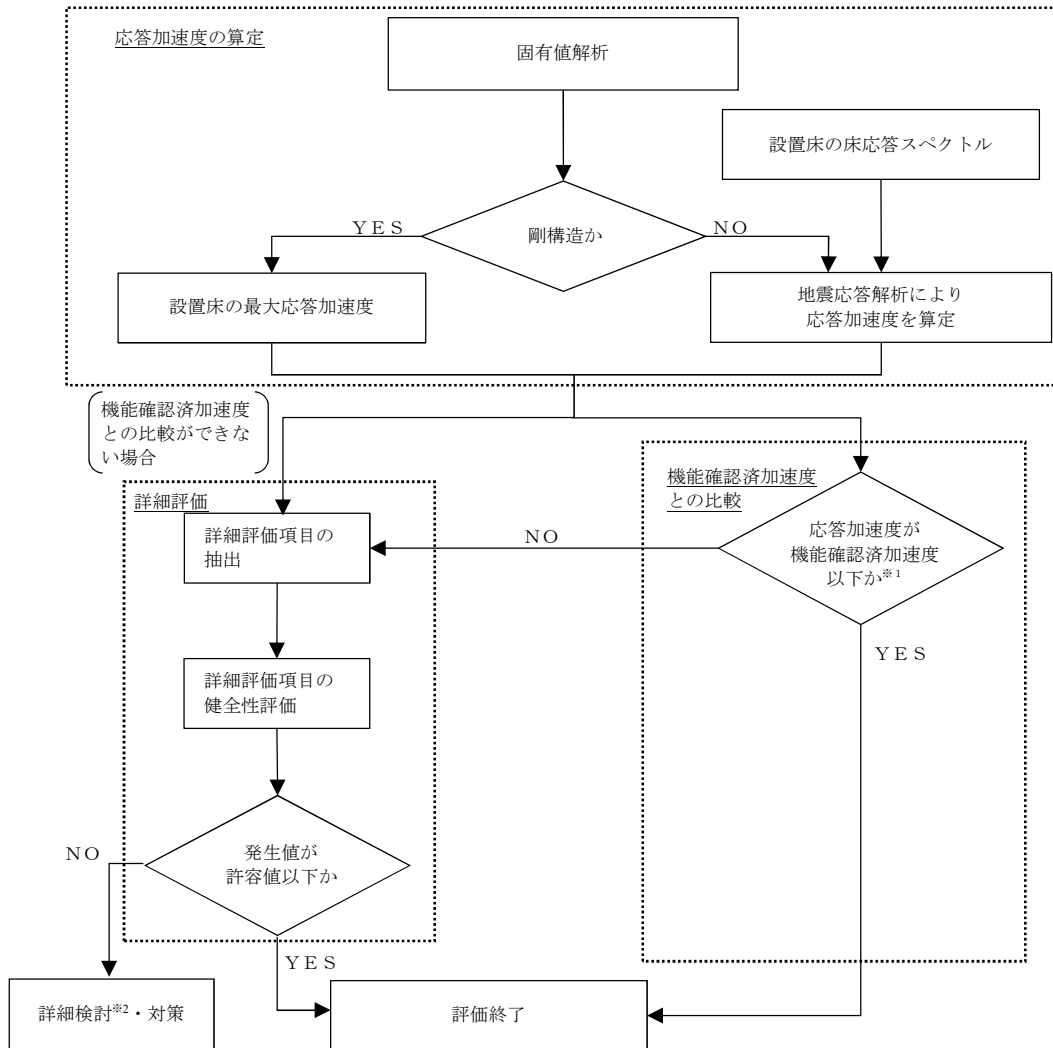 応答加速度の算定
固有値解析
設置床の床応答スペクトル
ＹＥＳ
剛構造か
ＮＯ
設置床の最大応答加速度
地震応答解析により
応答加速度を算定
機能確認済加速度
との比較ができな
い場合
機能確認済加速度
との比較
詳細評価
詳細評価項目の
抽出
ＮＯ
応答加速度が
機能確認済加速度
以下か※１
ＹＥＳ
詳細評価項目の
健全性評価
ＮＯ
発生値が
許容値以下か
ＹＥＳ
詳細検討※2・対策
評価終了